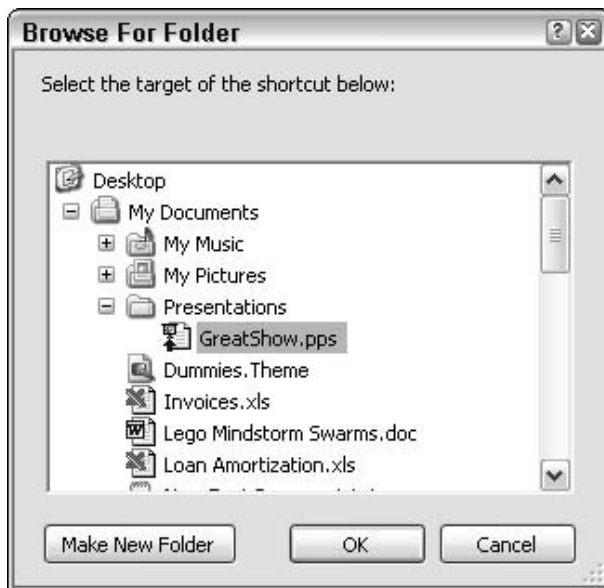 Browse For Folder
Select the target of the shortcut below:
Desktop
My Documents
My Music
My Pictures
Presentations
GreatShow.pps
Dummies.Theme
Invoices.xls
Lego Mindstorm Swarms.doc
Loan Amortization.xls
Make New Folder OK Cancel